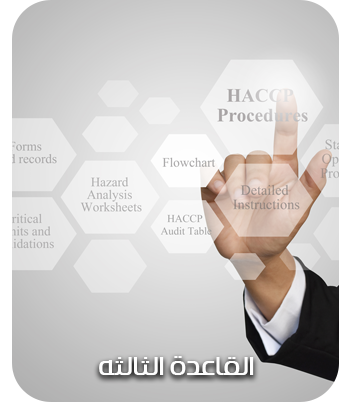 HACCP
Procedures
Forms
records
Flowchart
Hazard
Analysis
Worksheets
Detailed
Instructions
HACCP
Audit Table
القاعدة الثالثه